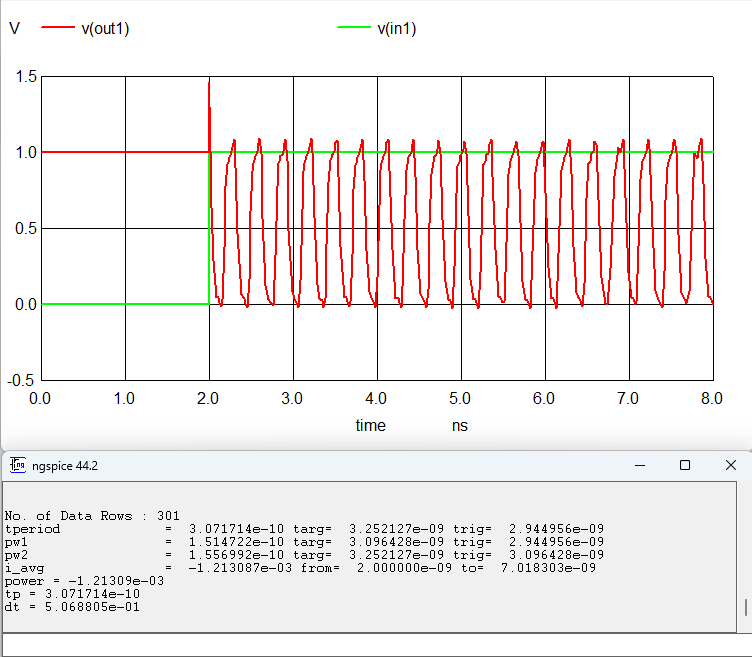 V v(out1) v(in1)
1.5
1.0
0.5
0.0
-0.5
0.0 1.0 2.0 3.0 4.0 5.0 6.0 7.0 8.0
time ns
ngspice 44.2
No. of Data Rows : 301
tperiod = 3.071714e-10 targ= 3.252127e-09 trig= 2.944956e-09
pw1 = 1.514722e-10 targ= 3.096428e-09 trig= 2.944956e-09
pw2 = 1.556992e-10 targ= 3.252127e-09 trig= 3.096428e-09
i_avg = -1.213087e-03 from= 2.000000e-09 to= 7.018303e-09
power = -1.21309e-03
tp = 3.071714e-10
dt = 5.068805e-01